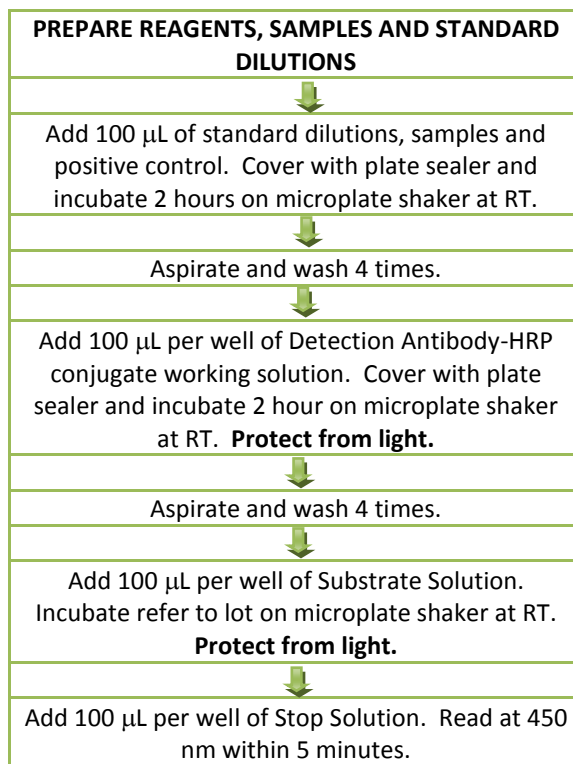 PREPARE REAGENTS, SAMPLES AND STANDARD
DILUTIONS
Add 100 μL of standard dilutions, samples and
positive control.  Cover with plate sealer and
incubate 2 hours on microplate shaker at RT.
Aspirate and wash 4 times.
Add 100 μL per well of Detection Antibody-HRP
conjugate working solution.  Cover with plate
sealer and incubate 2 hour on microplate shaker
at RT.  Protect from light.
Aspirate and wash 4 times.
Add 100 μL per well of Substrate Solution.
Incubate refer to lot on microplate shaker at RT.
Protect from light.
Add 100 μL per well of Stop Solution.  Read at 450
nm within 5 minutes.